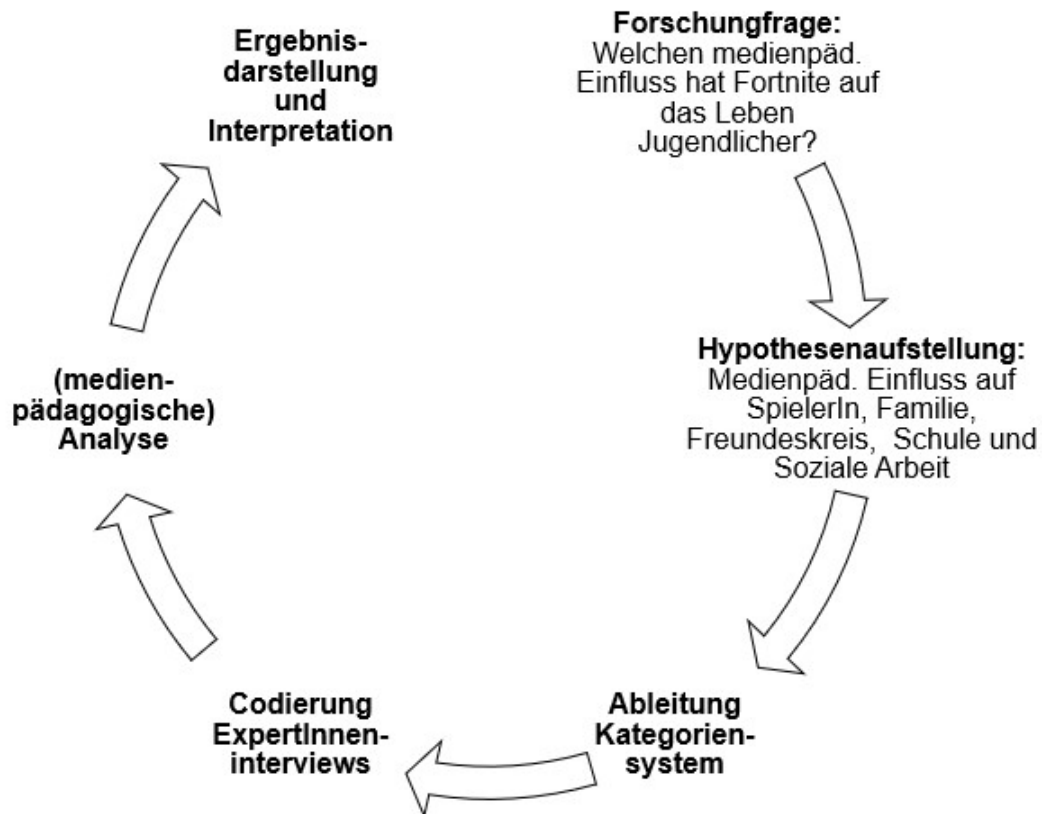 Forschungfrage:
Welchen medienpäd.
Einfluss hat Fortnite auf
das Leben
Jugendlicher?
Hypothesenaufstellung:
Medienpäd. Einfluss auf
SpielerIn, Familie,
Freundeskreis, Schule und
Soziale Arbeit
Ableitung
Kategorien-
system
Codierung
ExpertInnen-
interviews
(medien-
pädagogische)
Analyse
Ergebnis-
darstellung
und
Interpretation